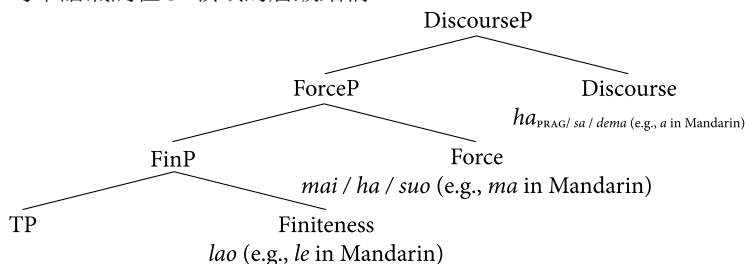 DiscourseP
ForceP Discourse
haPRAG/ sa / dema (e.g., a in Mandarin)
FinP Force
mai / ha / suo (e.g., ma in Mandarin)
TP Finiteness
lao (e.g., le in Mandarin)